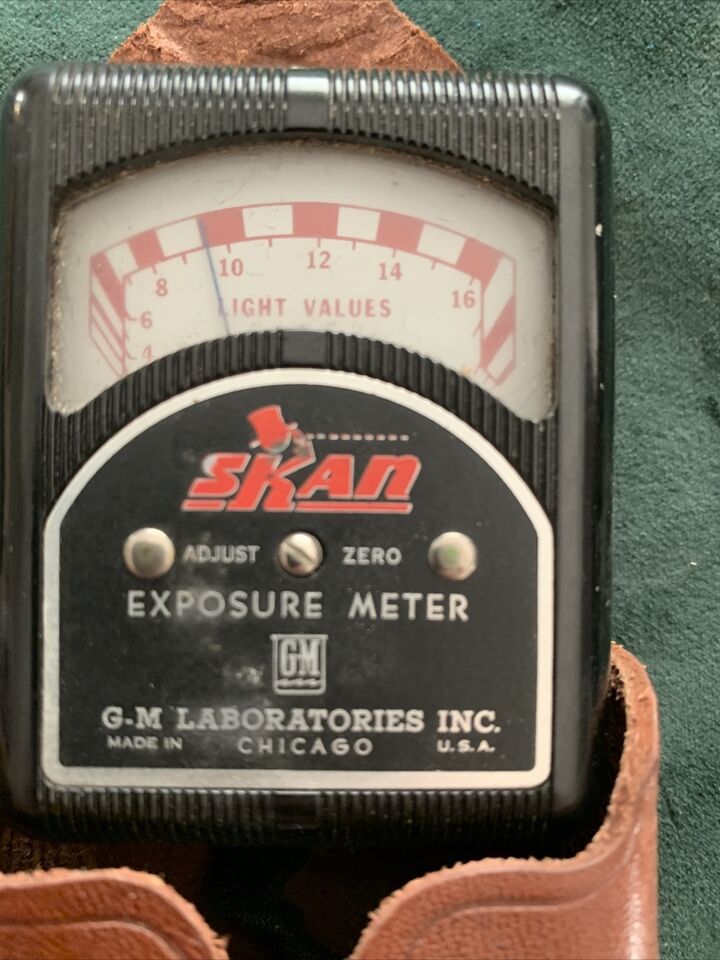 4 6 8 10 12 14 16
LIGHT VALUES
SKAN
ADJUST ZERO
EXPOSURE METER
GM
G-M LABORATORIES INC.
MADE IN CHICAGO U.S.A.